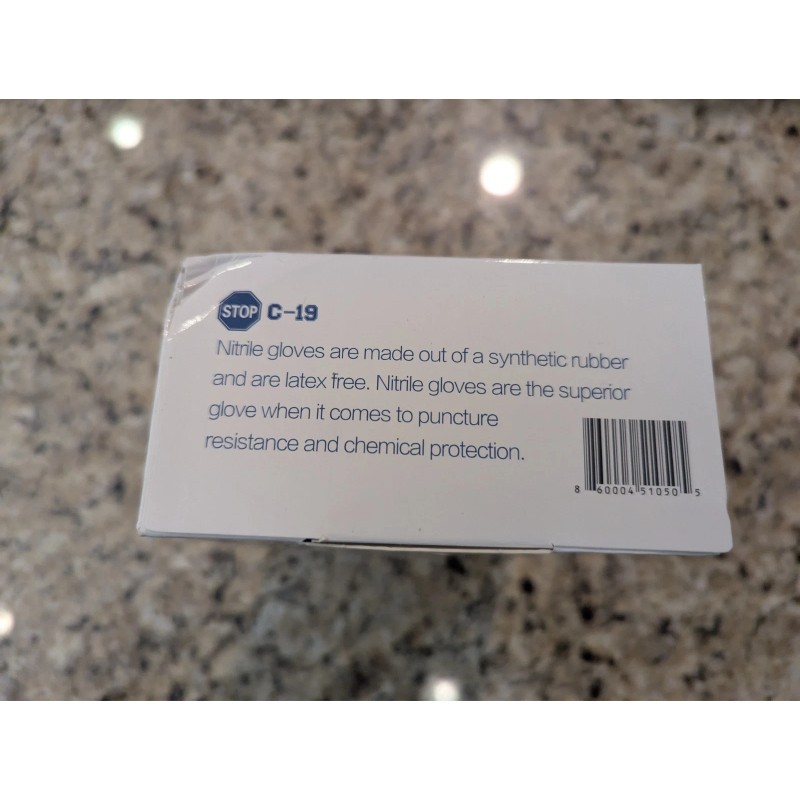 STOP C-19
Nitrile gloves are made out of a synthetic rubber
and are latex free. Nitrile gloves are the superior
glove when it comes to puncture
resistance and chemical protection.
8 60004 51050 5